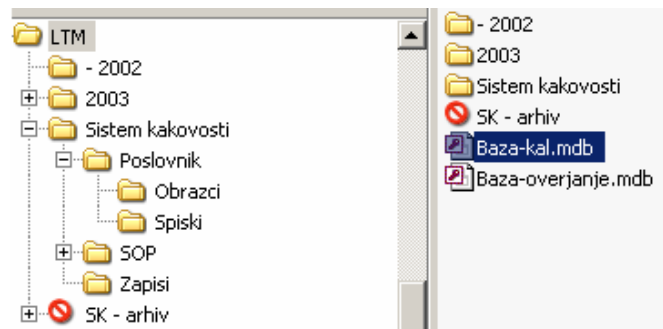 LTM
- 2002
2003
Sistem kakovosti
Poslovnik
Obrazci
Spiski
SOP
Zapisi
SK - arhiv
- 2002
2003
Sistem kakovosti
SK - arhiv
Baza-kal.mdb
Baza-overjanje.mdb